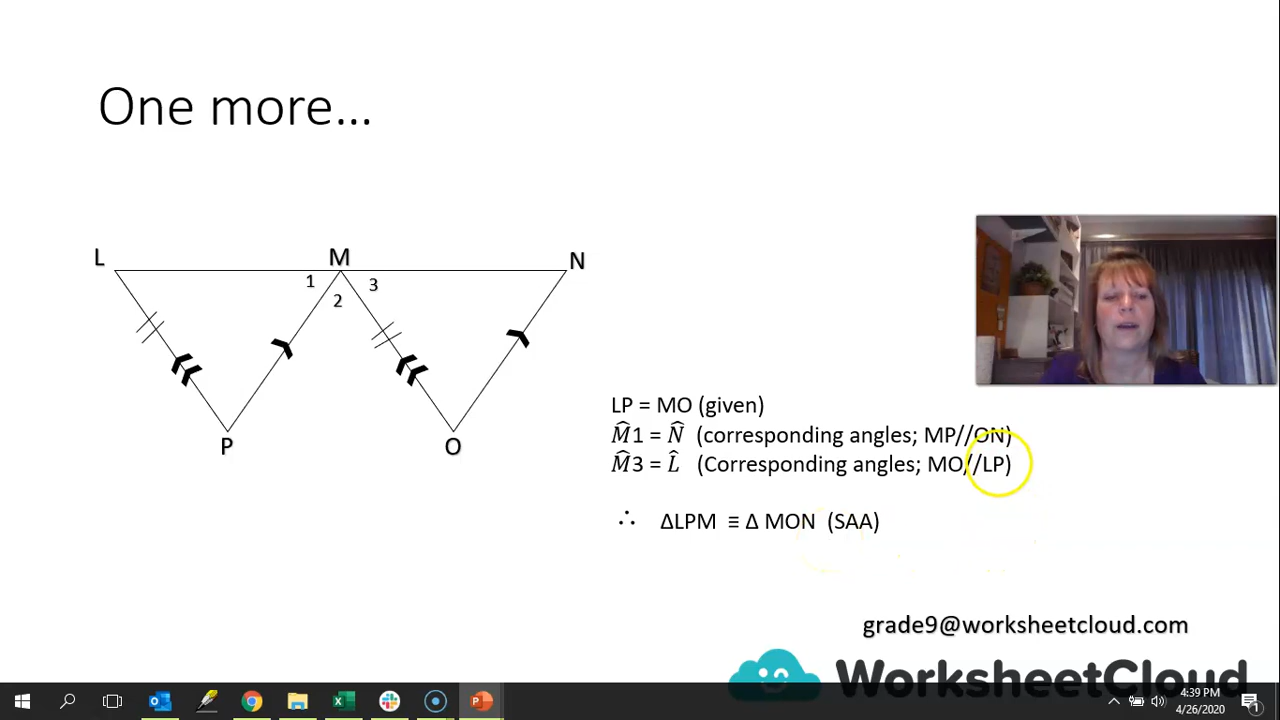 One more...
L
M
N
1
2
3
P
O
LP = MO (given)
M̂1 = N̂ (corresponding angles; MP//ON)
M̂3 = L̂ (Corresponding angles; MO//LP)
∴ ΔLPM ≡ Δ MON (SAA)
grade9@worksheetcloud.com
WorksheetCloud
4:39 PM
4/26/2020
1